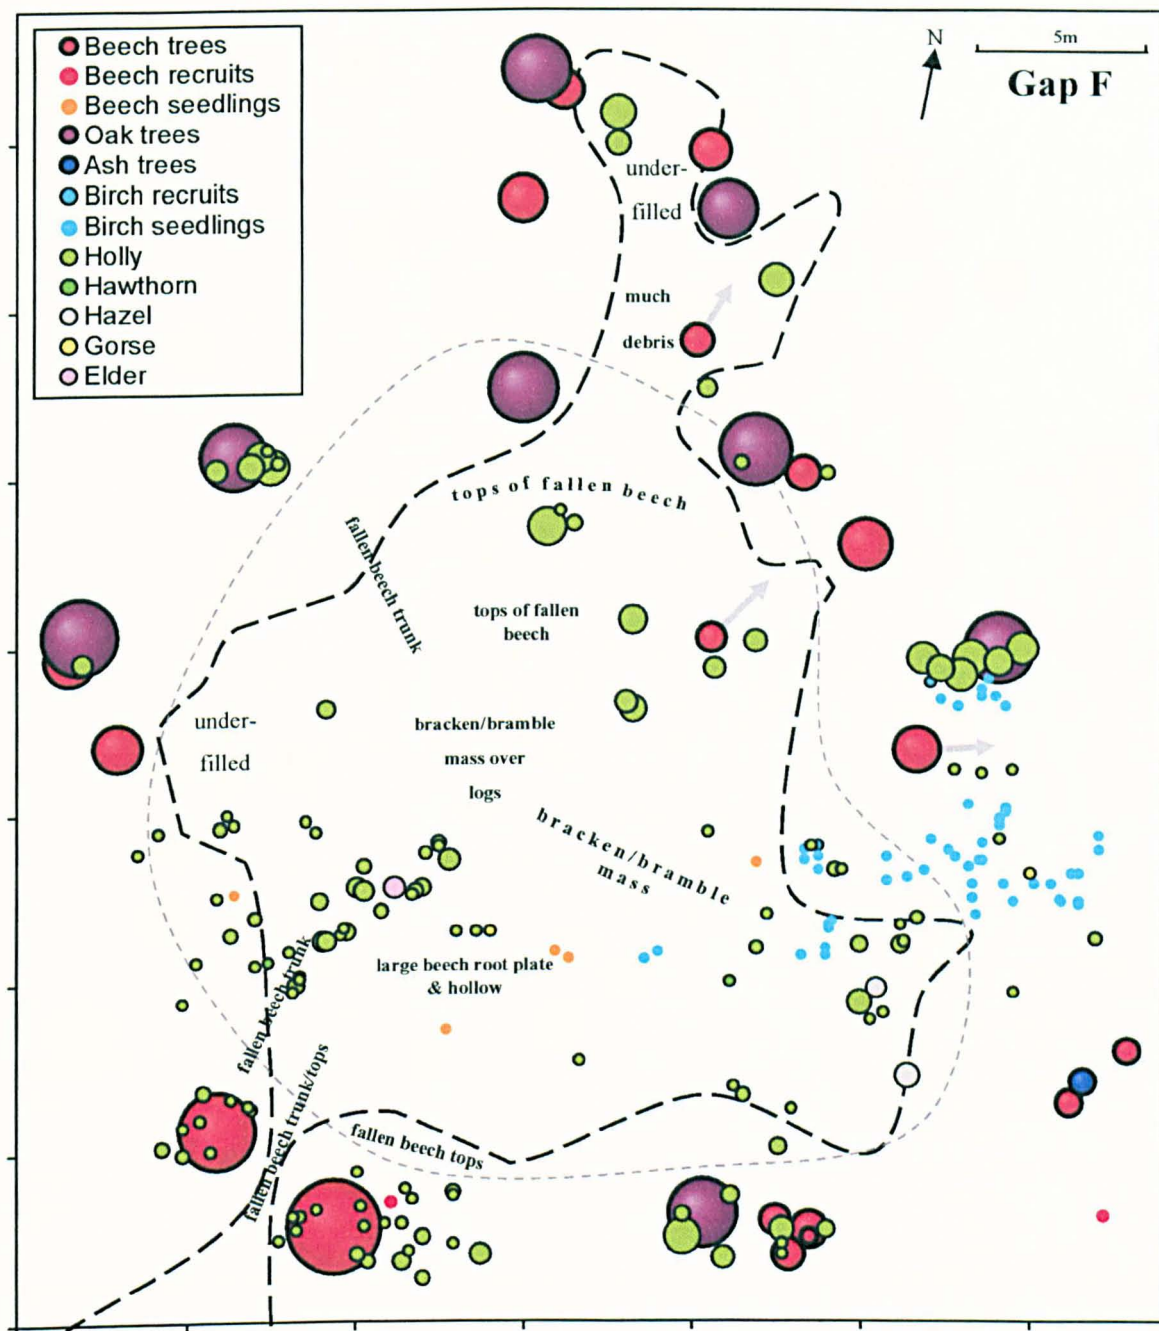 Beech trees
Beech recruits
Beech seedlings
Oak trees
Ash trees
Birch recruits
Birch seedlings
Holly
Hawthorn
Hazel
Gorse
Elder
N
5m
Gap F
under-
filled
much
debris
tops of fallen beech
fallen beech trunk
tops of fallen
beech
under-
filled
bracken/bramble
mass over
logs
bracken/bramble
mass
large beech root plate
& hollow
fallen beech trunk
fallen beech trunk/tops
fallen beech tops